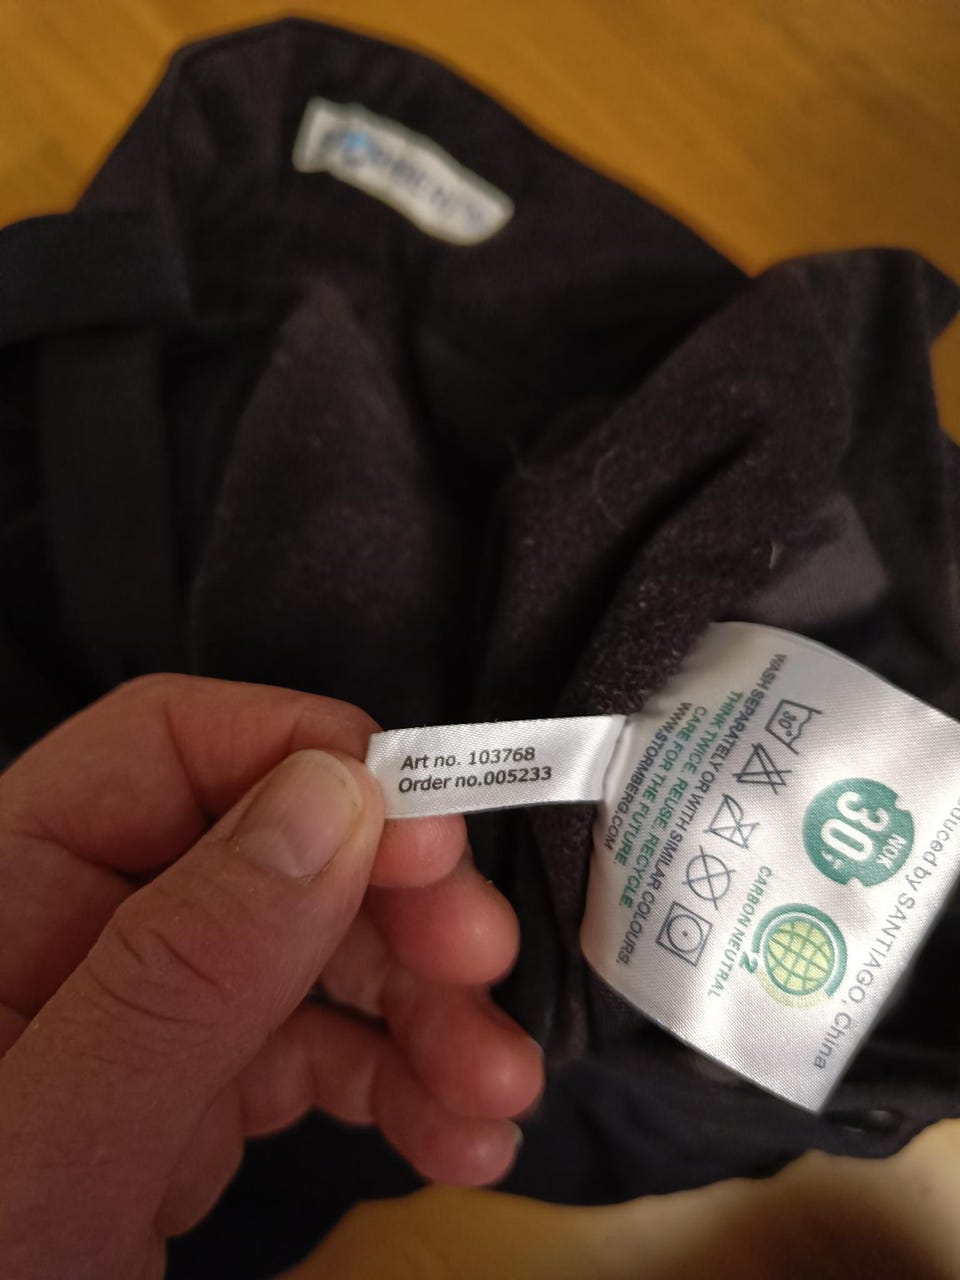 Art no. 103768
Order no.005233
30°
WASH SEPARATELY OR WITH SIMILAR COLOURS.
THINK TWICE. REUSE. RECYCLE.
CARE FOR THE FUTURE
WWW.STORMBERG.COM
30
NOK
CARBON NEUTRAL
by SANTIAGO, China